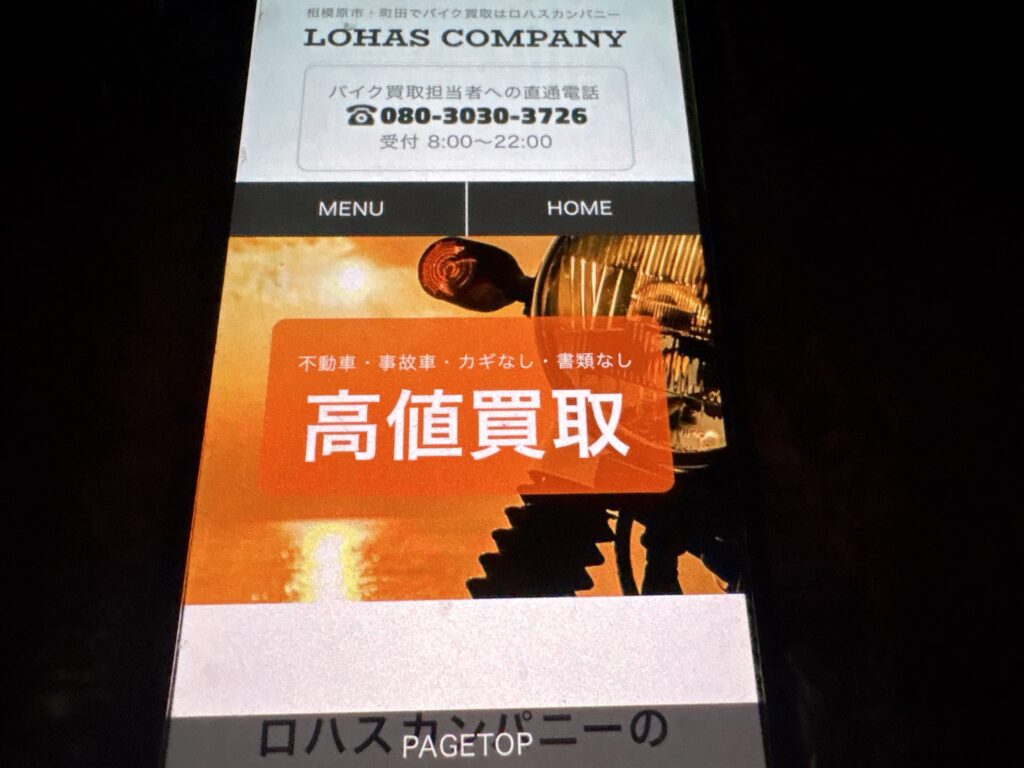 相模原市・町田でバイク買取はロハスカンパニー
LOHAS COMPANY
バイク買取担当者への直通電話
☎080-3030-3726
受付 8:00〜22:00
MENU
HOME
不動車・事故車・カギなし・書類なし
高値買取
ロハスカンパニーの
PAGETOP